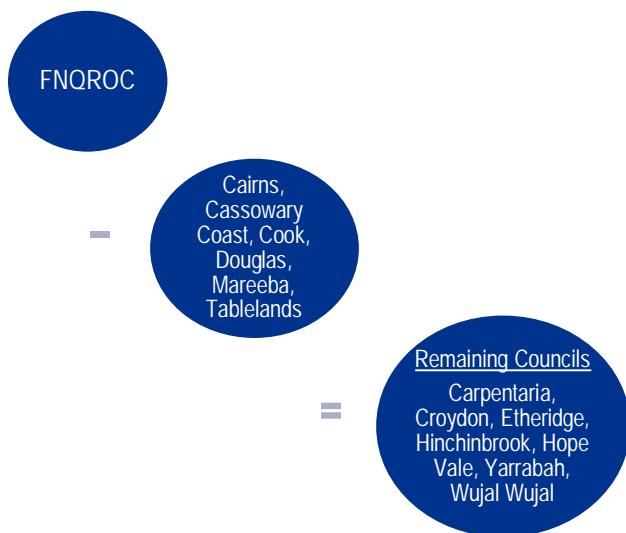 FNQROC
Cairns,
Cassowary
Coast, Cook,
Douglas,
Mareeba,
Tablelands
Remaining Councils
Carpentaria,
Croydon, Etheridge,
Hinchinbrook, Hope
Vale, Yarrabah,
Wujal Wujal